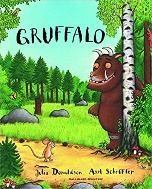 GRUFFALO
Julia Donaldson Axel Scheffler